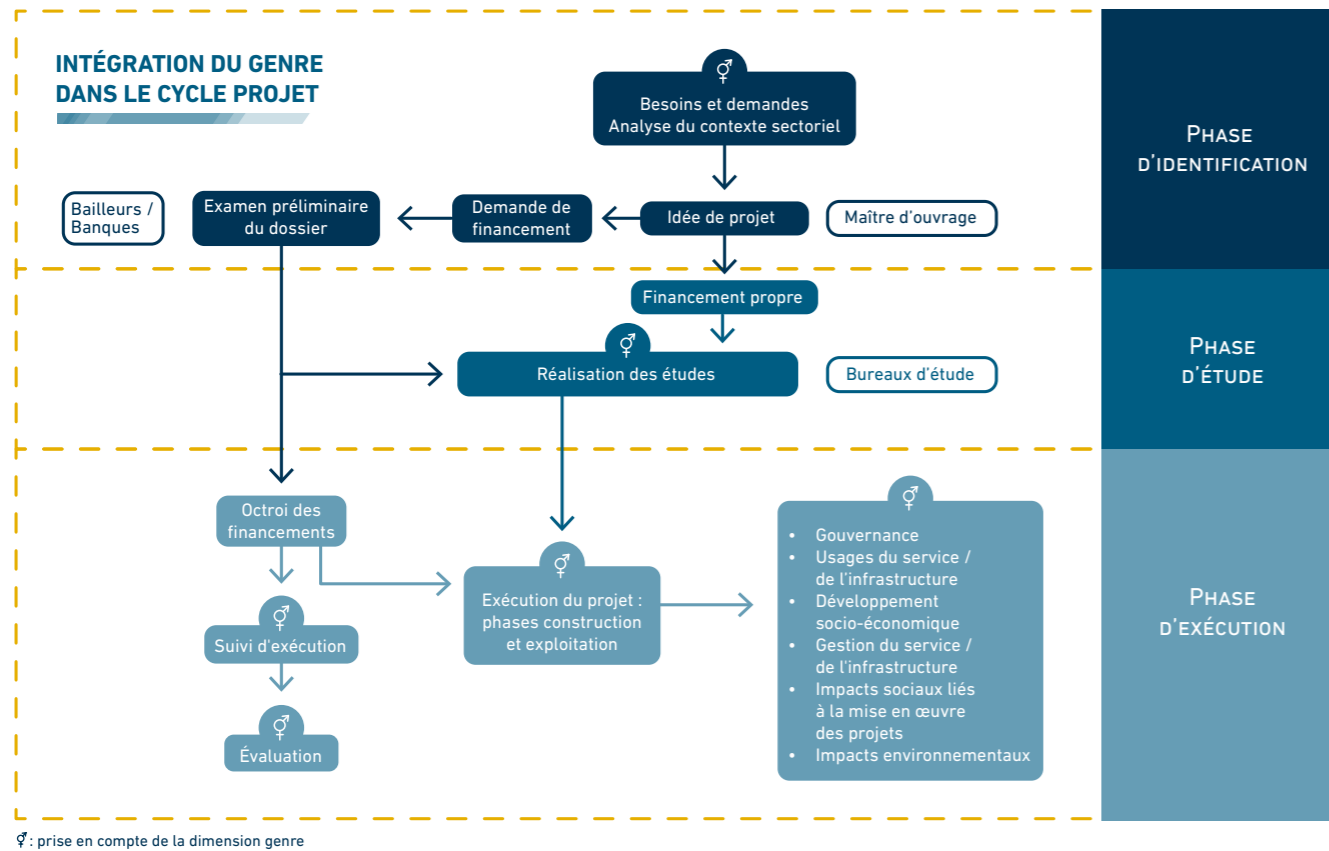 INTÉGRATION DU GENRE
DANS LE CYCLE PROJET
⚥
Besoins et demandes
Analyse du contexte sectoriel
PHASE
D'IDENTIFICATION
Bailleurs /
Banques
Examen préliminaire
du dossier
Demande de
financement
Idée de projet
Maître d'ouvrage
Financement propre
⚥
Réalisation des études
Bureaux d'étude
PHASE
D'ÉTUDE
Octroi des
financements
⚥
Suivi d'exécution
⚥
Évaluation
⚥
Exécution du projet :
phases construction
et exploitation
⚥
• Gouvernance
• Usages du service /
de l'infrastructure
• Développement
socio-économique
• Gestion du service /
de l'infrastructure
• Impacts sociaux liés
à la mise en œuvre
des projets
• Impacts environnementaux
PHASE
D'EXÉCUTION
⚥ : prise en compte de la dimension genre